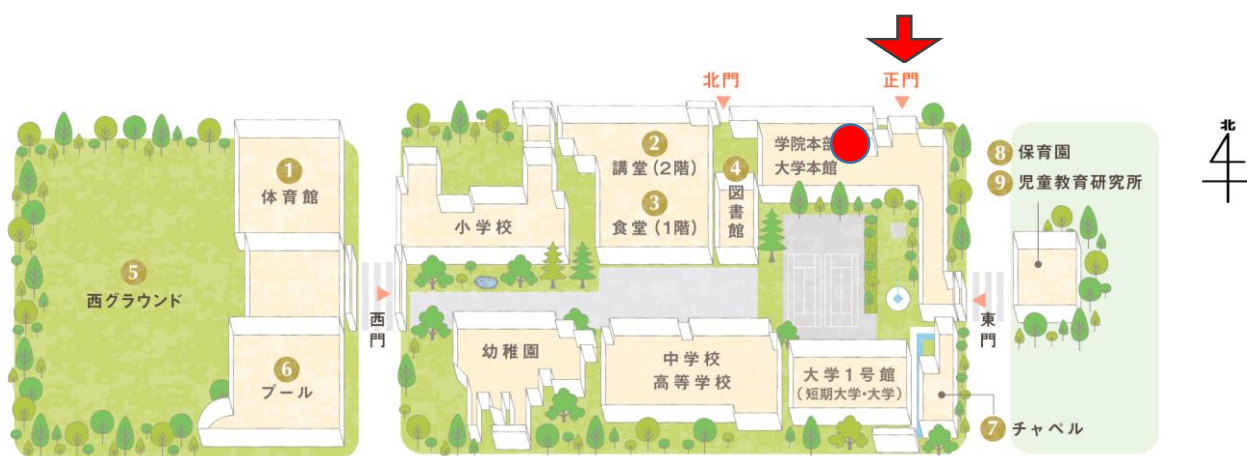 北門
正門
北
① 体育館
② 講堂(2階)
③ 食堂(1階)
④ 図書館
学院本部
大学本館
⑧ 保育園
⑨ 児童教育研究所
小学校
⑤ 西グラウンド
西門
東門
⑥ プール
幼稚園
中学校
高等学校
大学1号館
(短期大学・大学)
⑦ チャペル